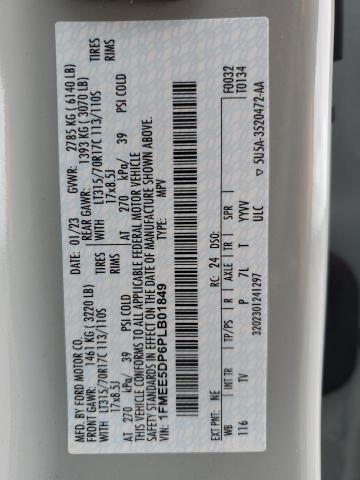 MFD. BY FORD MOTOR CO.
DATE: 01/23 GVWR: 2785 KG ( 6140 LB)
FRONT GAWR: 1461 KG ( 3220 LB) REAR GAWR: 1393 KG ( 3070 LB)
WITH LT315/70R17C 113/110S TIRES WITH LT315/70R17C 113/110S TIRES
17x8.5J RIMS 17x8.5J RIMS
AT 270 kPa/ 39 PSI COLD AT 270 kPa/ 39 PSI COLD
THIS VEHICLE CONFORMS TO ALL APPLICABLE FEDERAL MOTOR VEHICLE
SAFETY STANDARDS IN EFFECT ON THE DATE OF MANUFACTURE SHOWN ABOVE.
VIN: 1FMEE5DP6PLB01849 TYPE: MPV
F0032
T0134
EXT PNT: NE RC: 24 DSO:
WB INT TR TP/PS R AXLE TR SPR
116 TV P 7L T YYYV
3202301241297 ULC ▽ 5U5A-3520472-AA